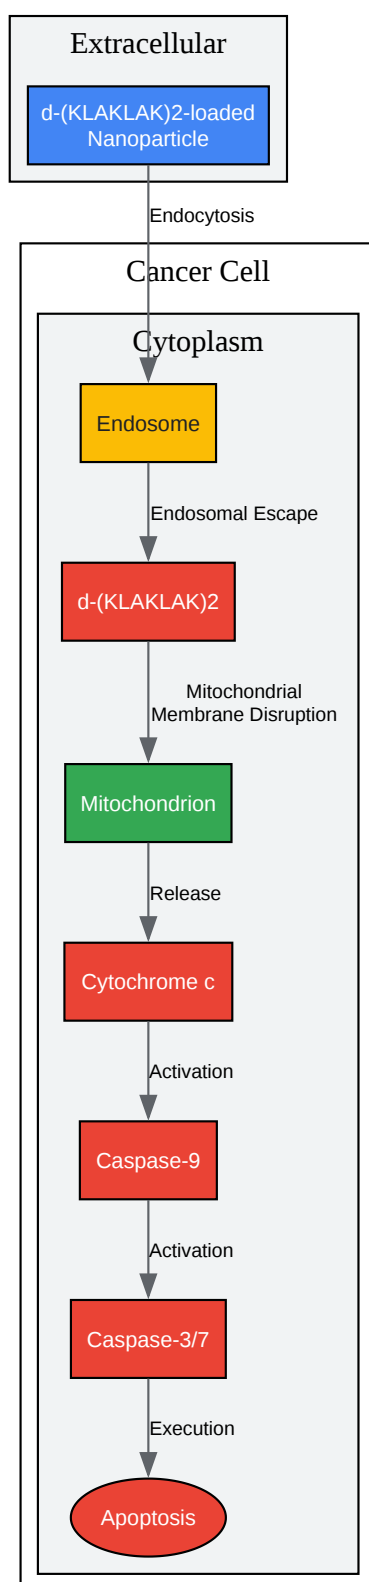 Extracellular
d-(KLAKLAK)2-loaded
Nanoparticle
Endocytosis
Cancer Cell
Cytoplasm
Endosome
Endosomal Escape
d-(KLAKLAK)2
Mitochondrial
Membrane Disruption
Mitochondrion
Release
Cytochrome c
Activation
Caspase-9
Activation
Caspase-3/7
Execution
Apoptosis